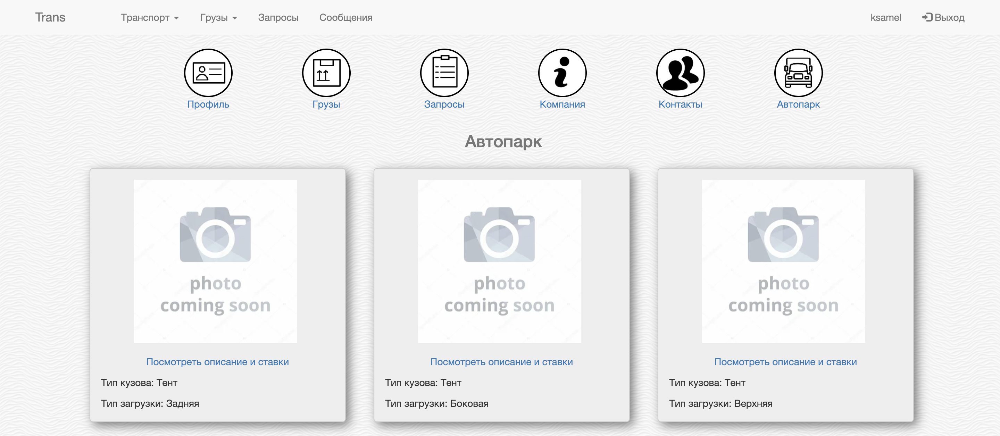 Trans Транспорт Грузы Запросы Сообщения ksamel Выход
Профиль Грузы Запросы Компания Контакты Автопарк
Автопарк
photo
coming soon
Посмотреть описание и ставки
Тип кузова: Тент
Тип загрузки: Задняя
photo
coming soon
Посмотреть описание и ставки
Тип кузова: Тент
Тип загрузки: Боковая
photo
coming soon
Посмотреть описание и ставки
Тип кузова: Тент
Тип загрузки: Верхняя